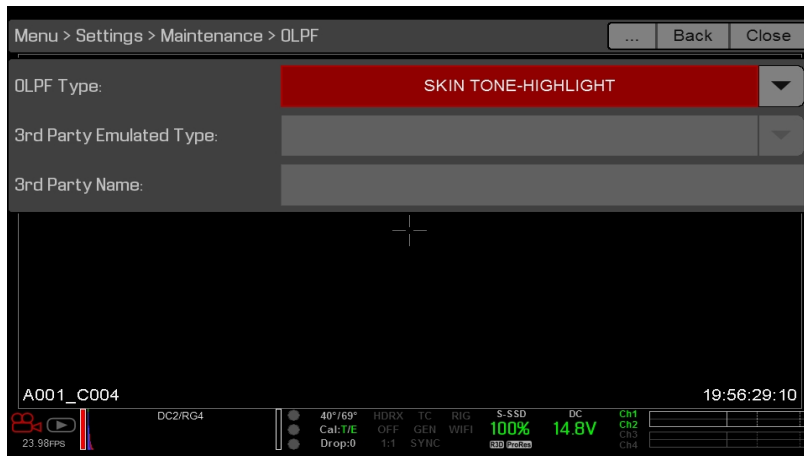 Menu > Settings > Maintenance > OLPF
... Back Close
OLPF Type: SKIN TONE-HIGHLIGHT
3rd Party Emulated Type:
3rd Party Name:
A001_C004 19:56:29:10
DC2/RG4
23.98FPS
40°/69° HDRX TC RIG S-SSD DC Ch1
Cal:T/E OFF GEN WIFI 100% 14.8V Ch2
Drop:0 1:1 SYNC R3D ProRes Ch3
Ch4